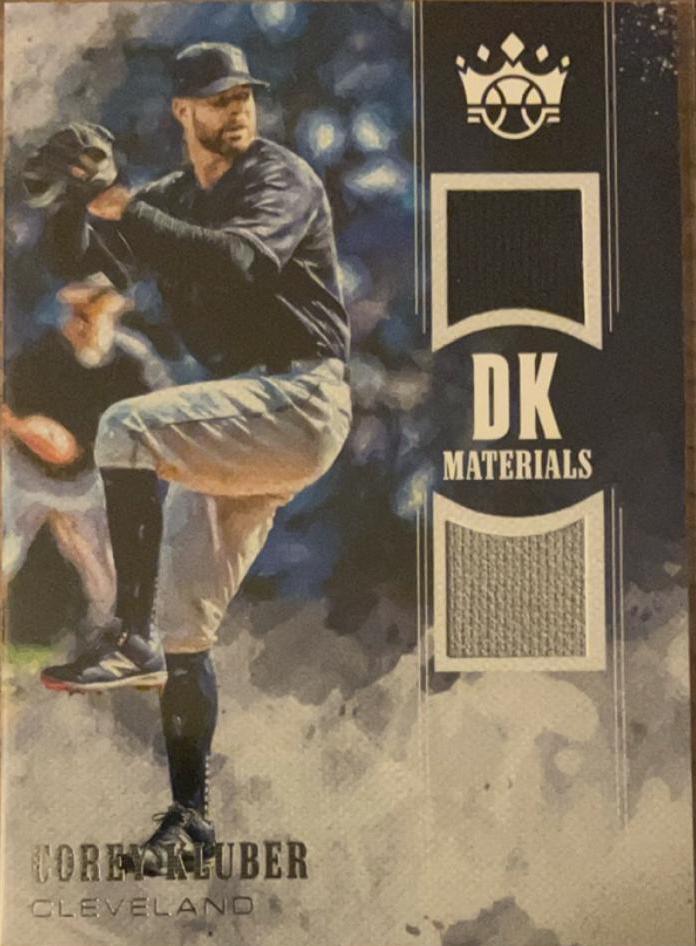 DK
MATERIALS
COREY KLUBER
CLEVELAND